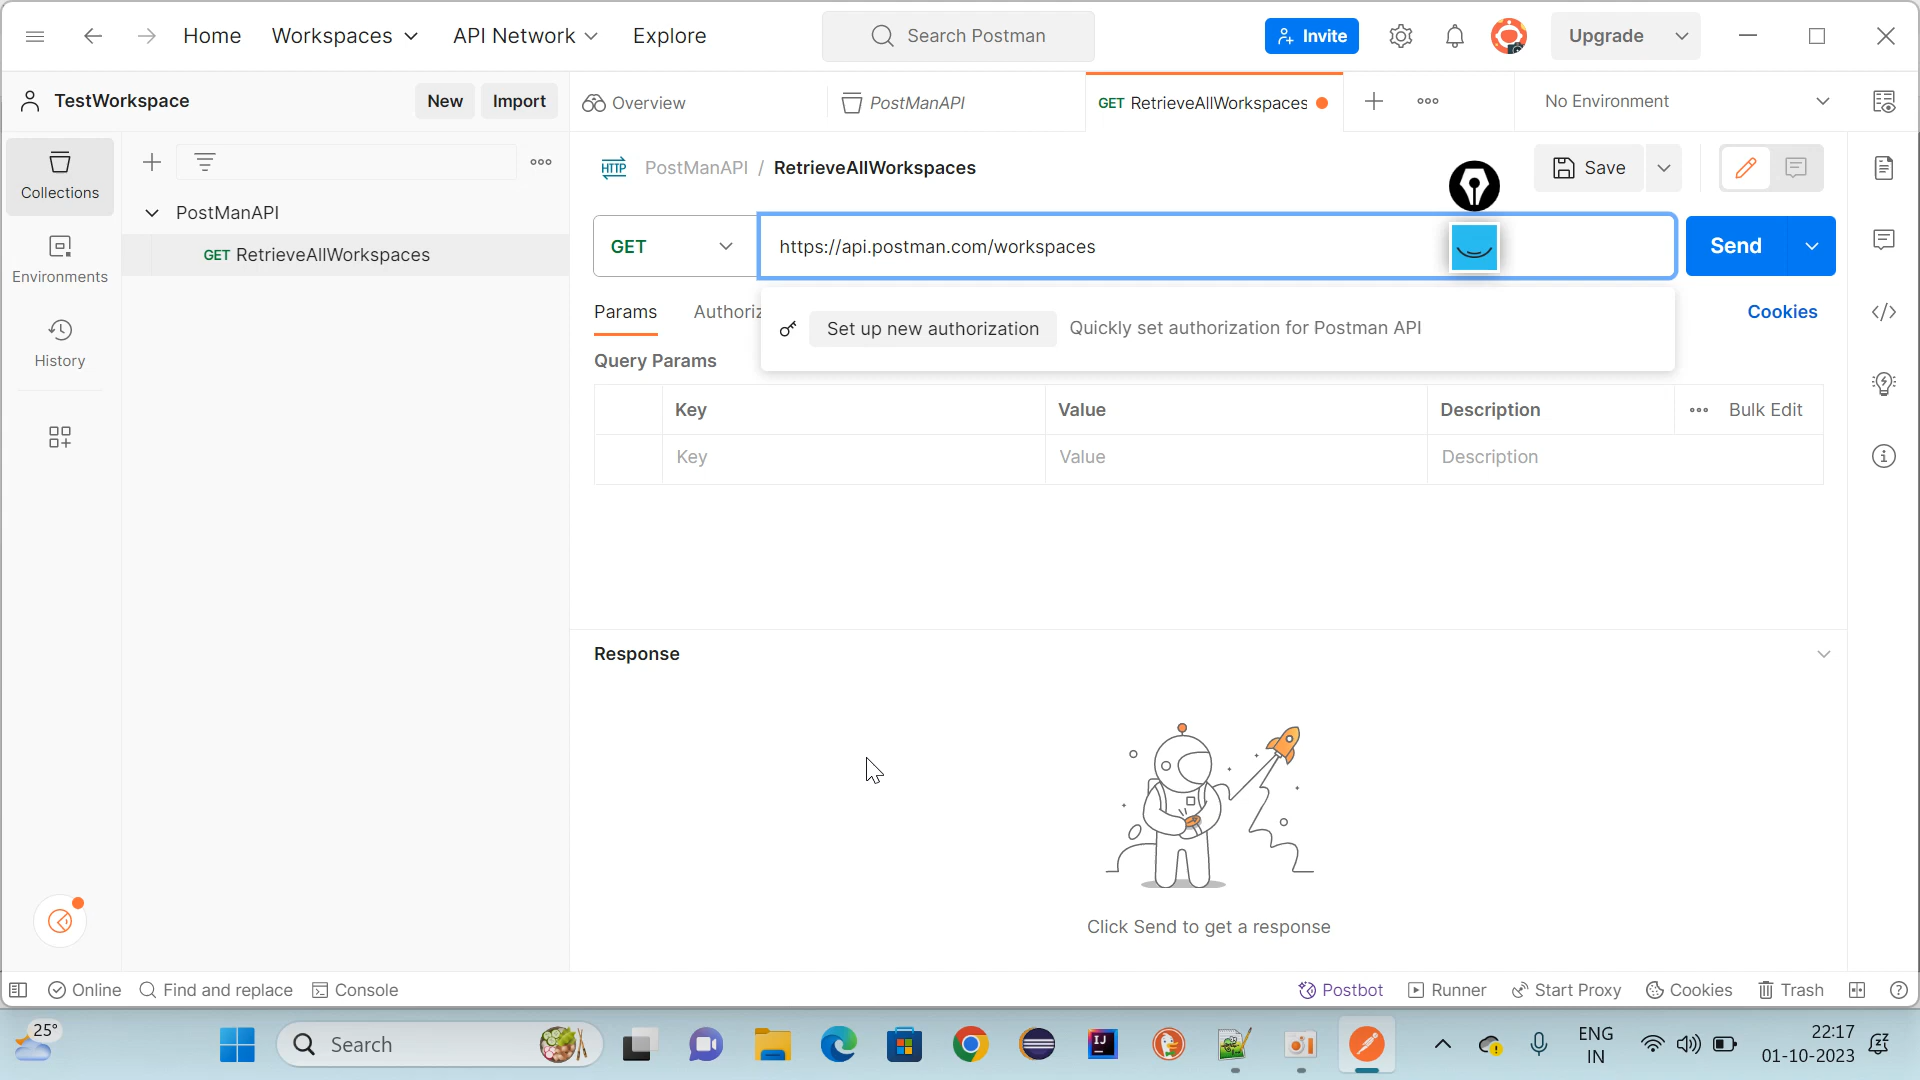 Home Workspaces API Network Explore Search Postman Invite Upgrade
TestWorkspace New Import Overview PostManAPI GET RetrieveAllWorkspaces No Environment
HTTP PostManAPI / RetrieveAllWorkspaces Save
Collections
PostManAPI
GET RetrieveAllWorkspaces
GET https://api.postman.com/workspaces Send
Environments
Params Authoriz Cookies
Set up new authorization Quickly set authorization for Postman API
History
Query Params
Key Value Description Bulk Edit
Key Value Description
Response
Click Send to get a response
Online Find and replace Console Postbot Runner Start Proxy Cookies Trash
25° Search ENG 22:17
IN 01-10-2023